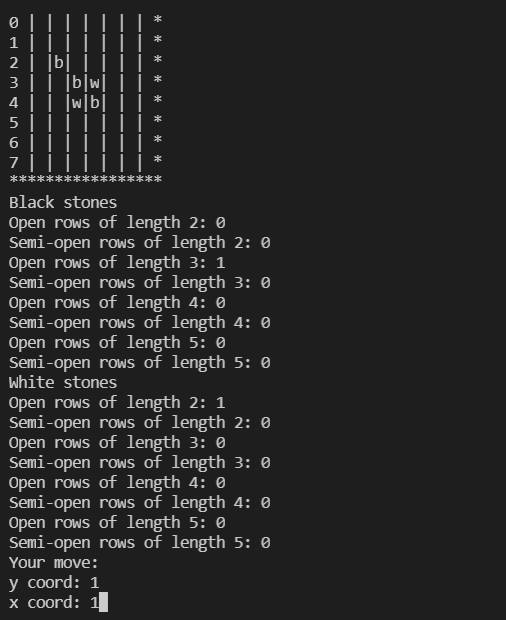 0 | | | | | | | *
1 | | | | | | | *
2 | |b| | | | | *
3 | | |b|w| | | *
4 | | |w|b| | | *
5 | | | | | | | *
6 | | | | | | | *
7 | | | | | | | *
*****************
Black stones
Open rows of length 2: 0
Semi-open rows of length 2: 0
Open rows of length 3: 1
Semi-open rows of length 3: 0
Open rows of length 4: 0
Semi-open rows of length 4: 0
Open rows of length 5: 0
Semi-open rows of length 5: 0
White stones
Open rows of length 2: 1
Semi-open rows of length 2: 0
Open rows of length 3: 0
Semi-open rows of length 3: 0
Open rows of length 4: 0
Semi-open rows of length 4: 0
Open rows of length 5: 0
Semi-open rows of length 5: 0
Your move:
y coord: 1
x coord: 1